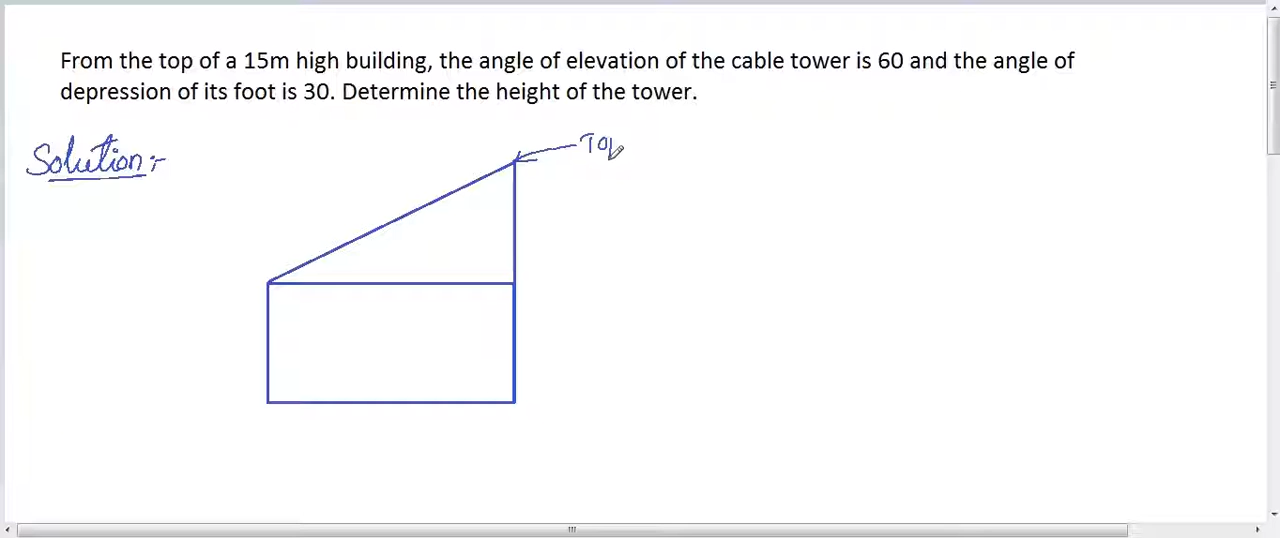 From the top of a 15m high building, the angle of elevation of the cable tower is 60 and the angle of
depression of its foot is 30. Determine the height of the tower.
Solution:-
Top